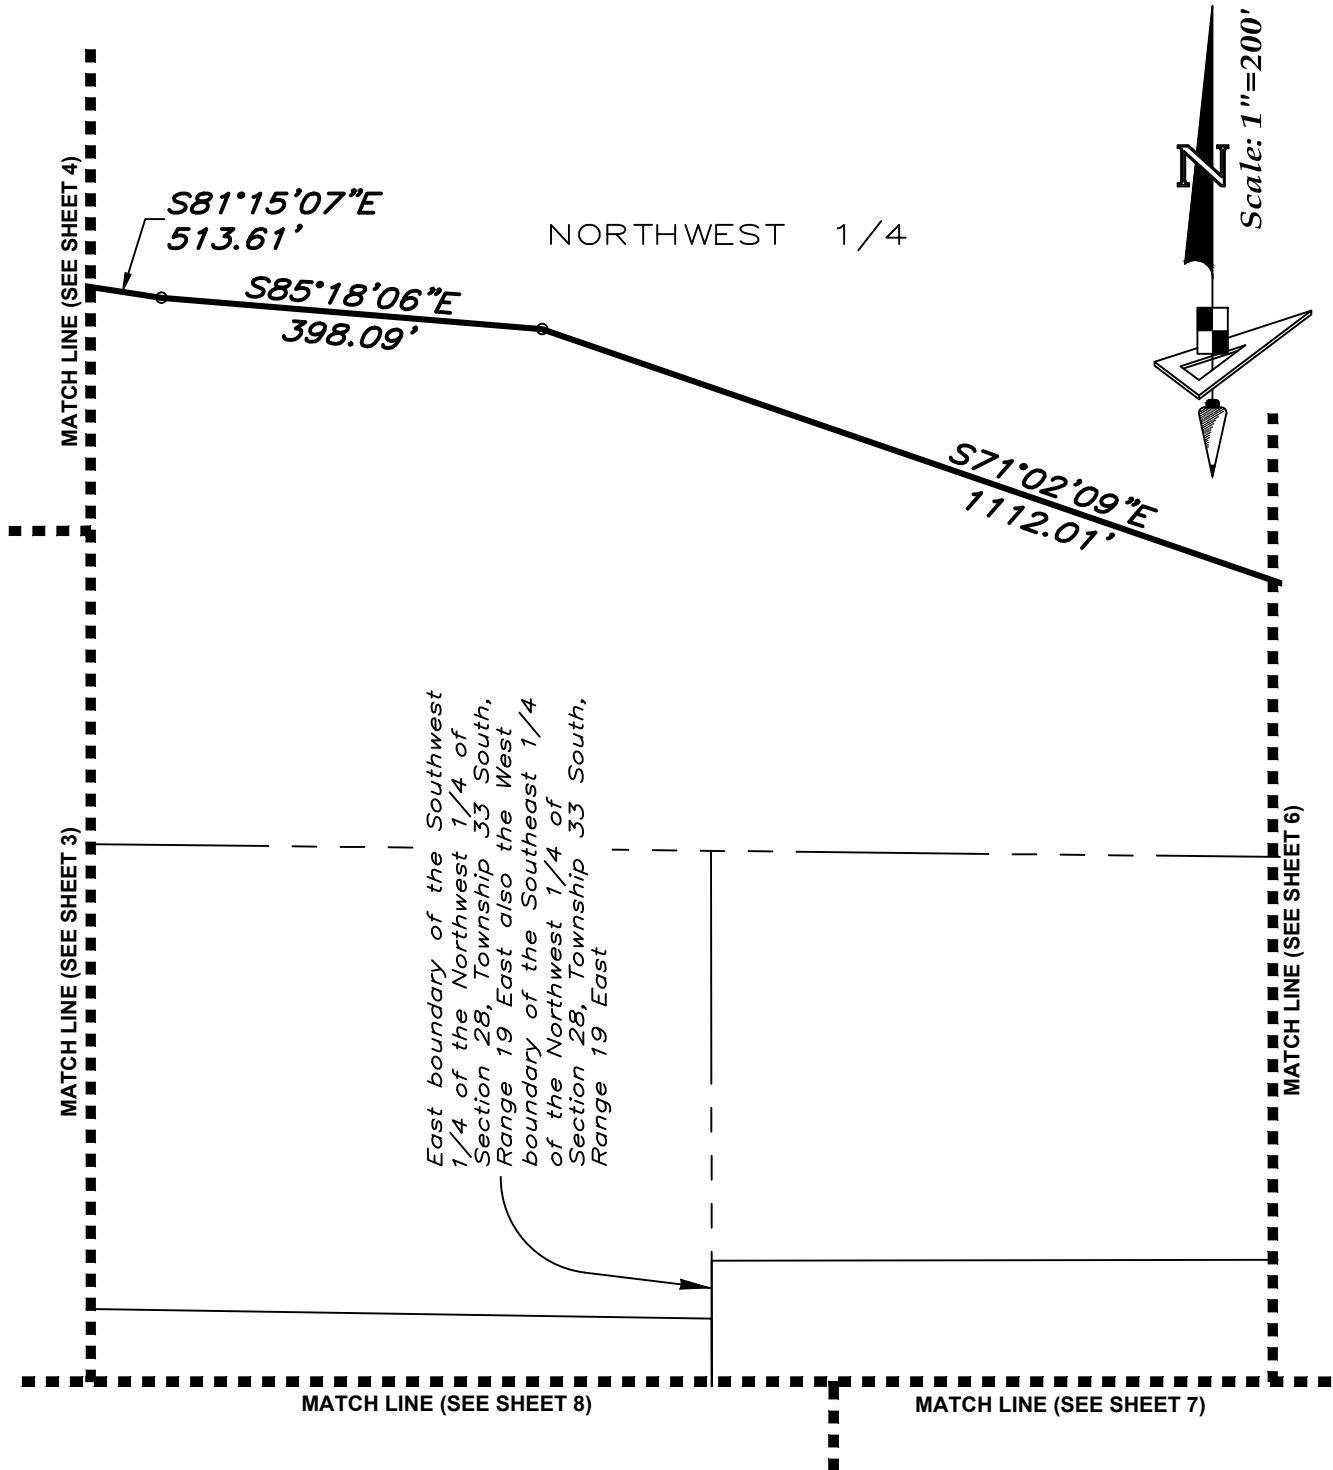 Scale: 1"=200'
N
MATCH LINE (SEE SHEET 4)
S81°15'07"E
513.61'
NORTHWEST 1/4
S85°18'06"E
398.09'
S71°02'09"E
1112.01'
East boundary of the Southwest
1/4 of the Northwest 1/4 of
Section 28, Township 33 South,
Range 19 East also the West
boundary of the Southeast 1/4
of the Northwest 1/4 of
Section 28, Township 33 South,
Range 19 East
MATCH LINE (SEE SHEET 3)
MATCH LINE (SEE SHEET 6)
MATCH LINE (SEE SHEET 8)
MATCH LINE (SEE SHEET 7)